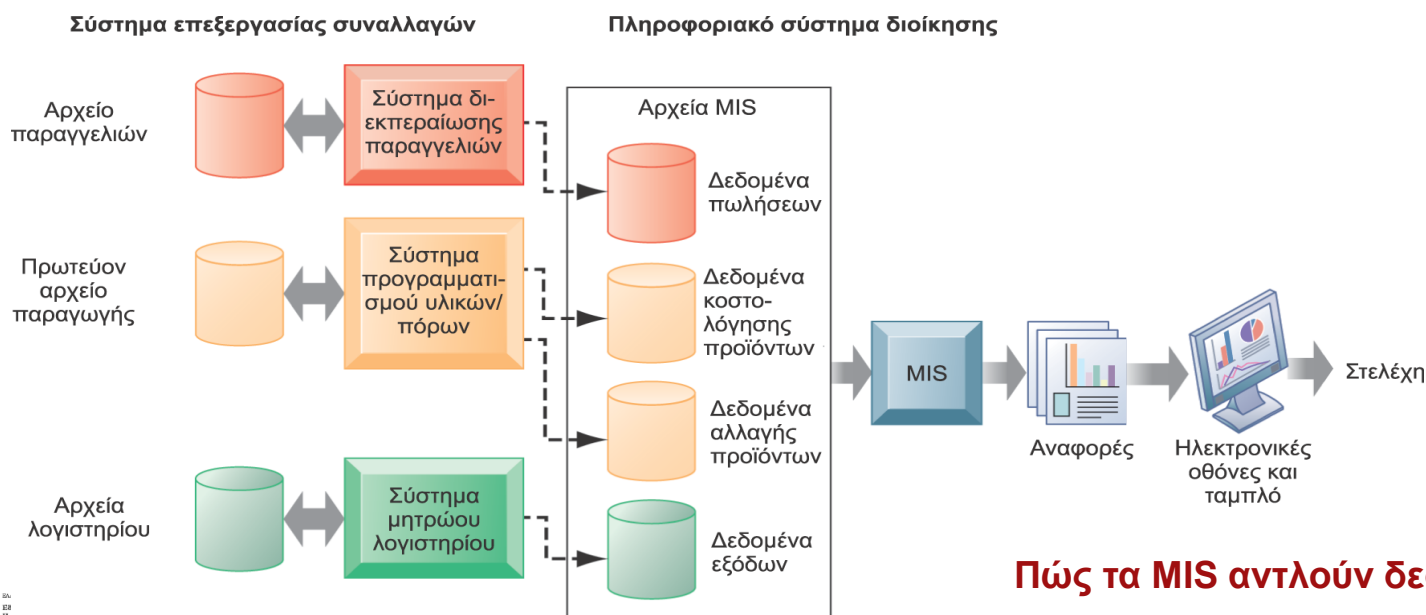 Σύστημα επεξεργασίας συναλλαγών
Πληροφοριακό σύστημα διοίκησης
Αρχείο
παραγγελιών
Σύστημα δι-
εκπεραίωσης
παραγγελιών
Αρχεία MIS
Δεδομένα
πωλήσεων
Πρωτεύον
αρχείο
παραγωγής
Σύστημα
προγραμματι-
σμού υλικών/
πόρων
Δεδομένα
κοστο-
λόγησης
προϊόντων
MIS
Αναφορές
Ηλεκτρονικές
οθόνες και
ταμπλό
Στελέχη
Δεδομένα
αλλαγής
προϊόντων
Αρχεία
λογιστηρίου
Σύστημα
μητρώου
λογιστηρίου
Δεδομένα
εξόδων
Πώς τα MIS αντλούν